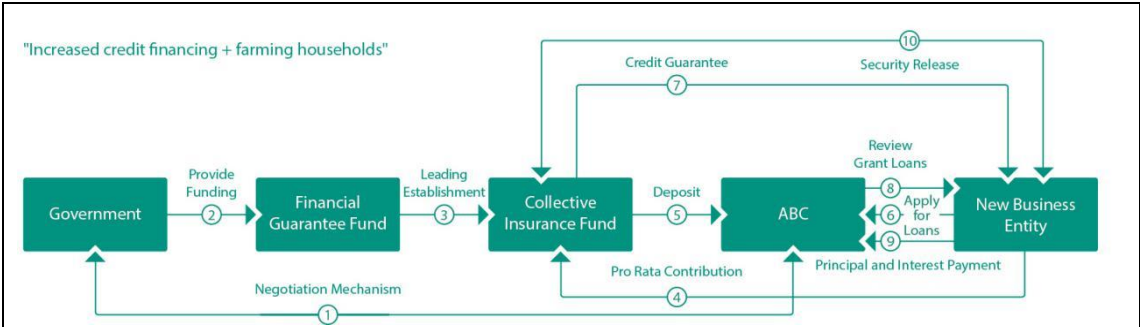 "Increased credit financing + farming households"
10
Security Release
Credit Guarantee
7
Provide
Funding
2
Leading
Establishment
3
Deposit
5
Review
Grant Loans
8
6
Apply
for
Loans
9
Principal and Interest Payment
Government
Financial
Guarantee Fund
Collective
Insurance Fund
ABC
New Business
Entity
Pro Rata Contribution
4
Negotiation Mechanism
1